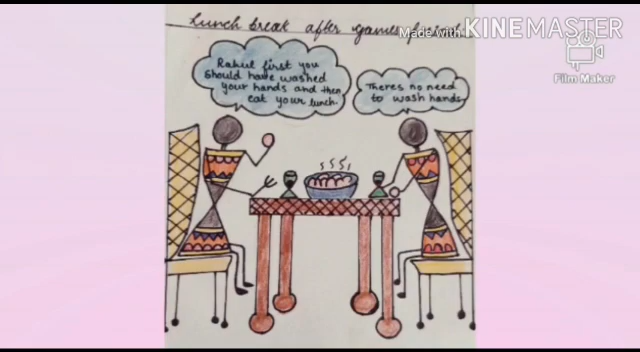 Lunch break after games period
Made with KINEMASTER
Film Maker
Rahul first you
should have washed
your hands and then
eat your lunch.
Theres no need
to wash hands